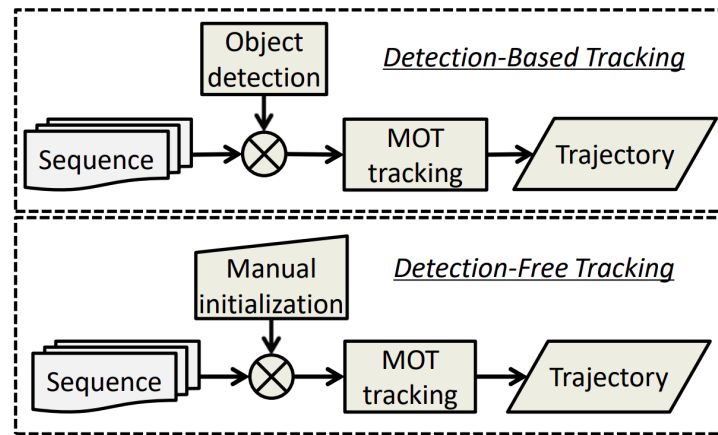 Object
detection
Detection-Based Tracking
Sequence
MOT
tracking
Trajectory
Manual
initialization
Detection-Free Tracking
Sequence
MOT
tracking
Trajectory